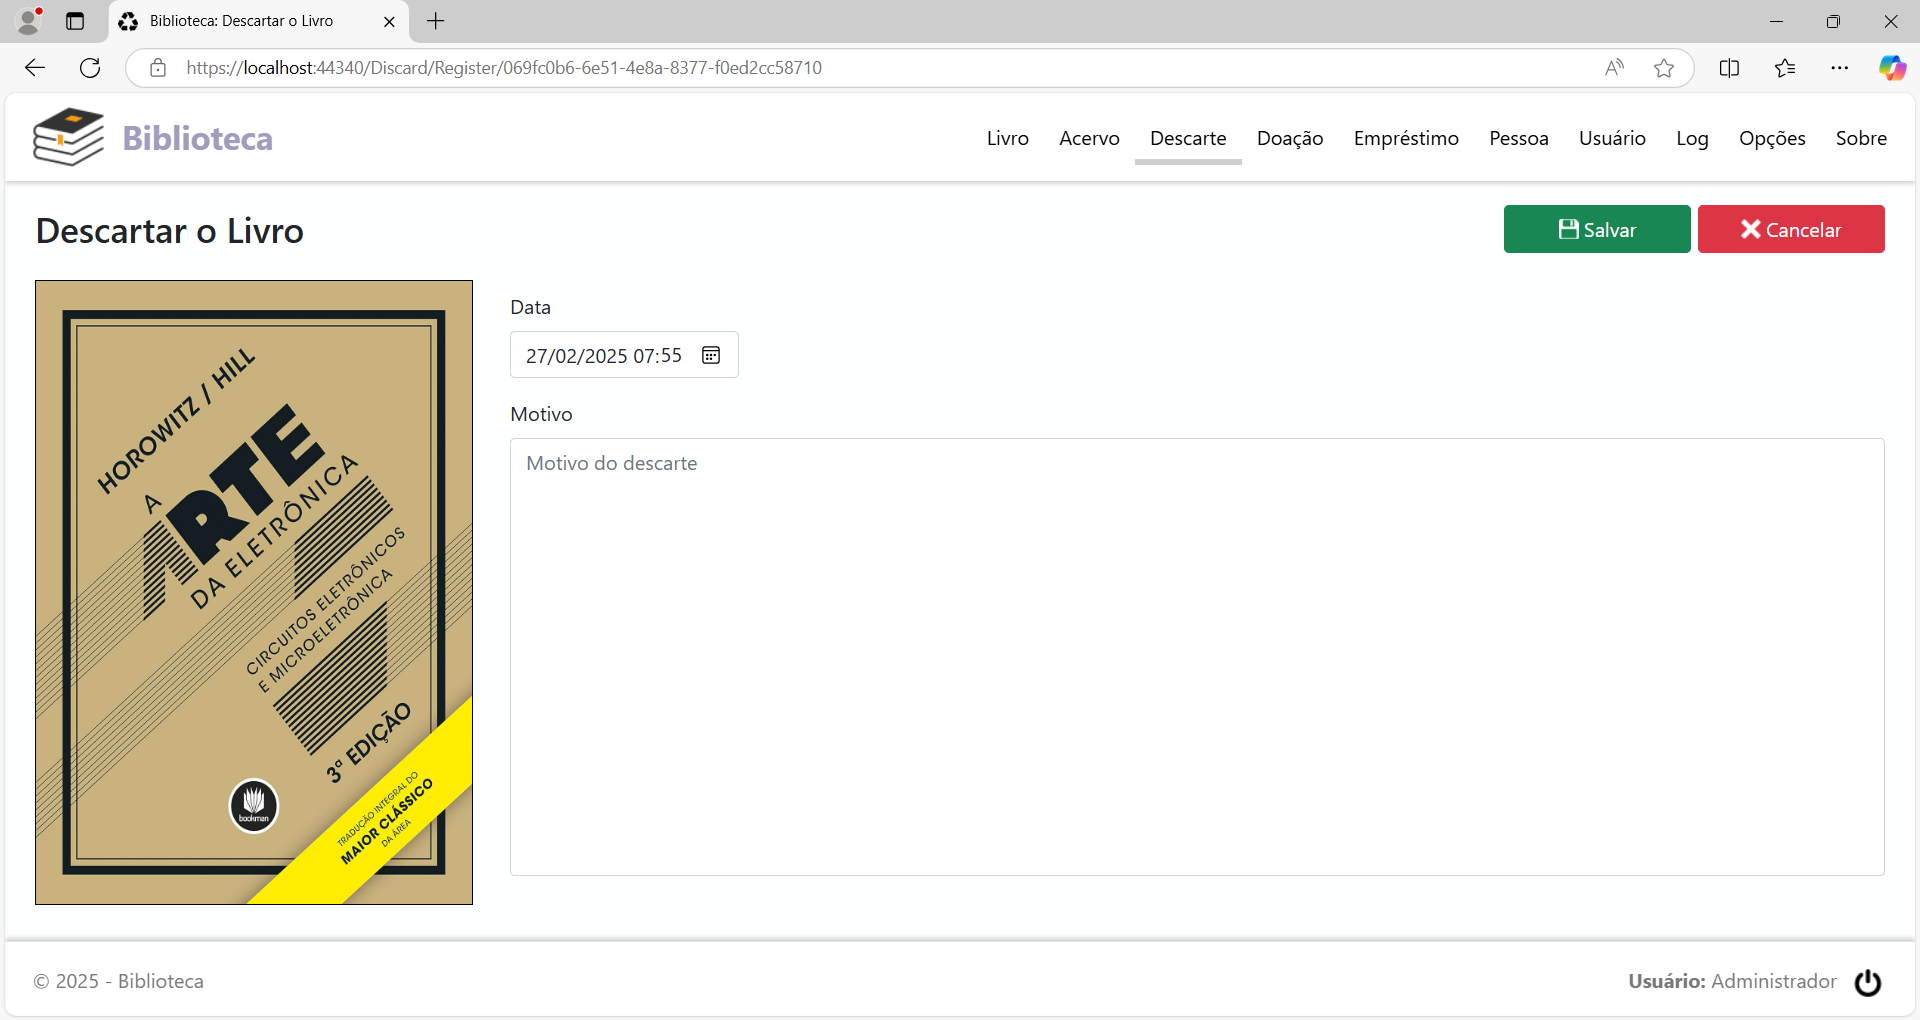 Biblioteca: Descartar o Livro
https://localhost:44340/Discard/Register/069fc0b6-6e51-4e8a-8377-f0ed2cc58710
Biblioteca
Livro Acervo Descarte Doação Empréstimo Pessoa Usuário Log Opções Sobre
Descartar o Livro
Salvar Cancelar
HOROWITZ / HILL
A ARTE
DA ELETRÔNICA
CIRCUITOS ELETRÔNICOS
E MICROELETRÔNICA
3ª EDIÇÃO
bookman
TRADUÇÃO INTEGRAL DO
MAIOR CLÁSSICO
DA ÁREA
Data
27/02/2025 07:55
Motivo
Motivo do descarte
© 2025 - Biblioteca
Usuário: Administrador